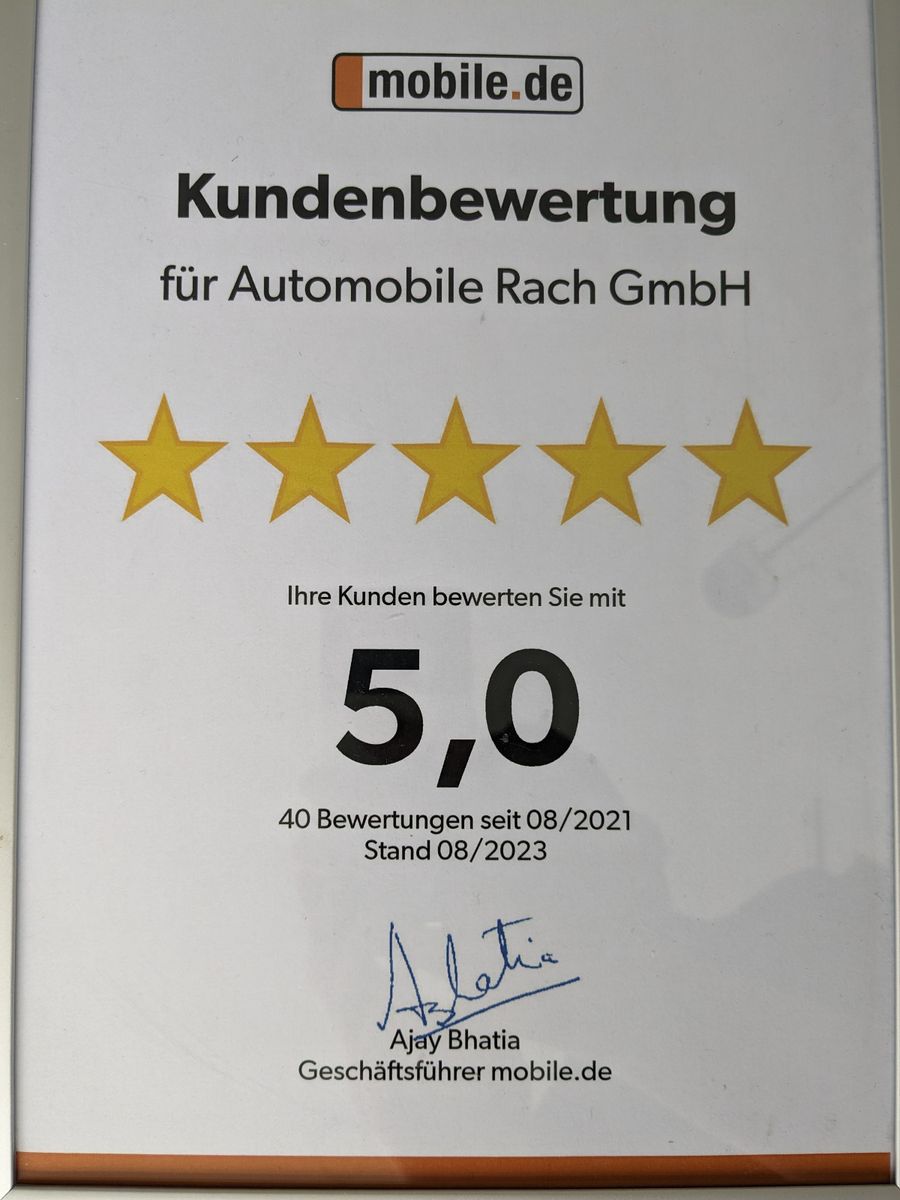 mobile.de
Kundenbewertung
für Automobile Rach GmbH
Ihre Kunden bewerten Sie mit
5,0
40 Bewertungen seit 08/2021
Stand 08/2023
ABhatia
Ajay Bhatia
Geschäftsführer mobile.de